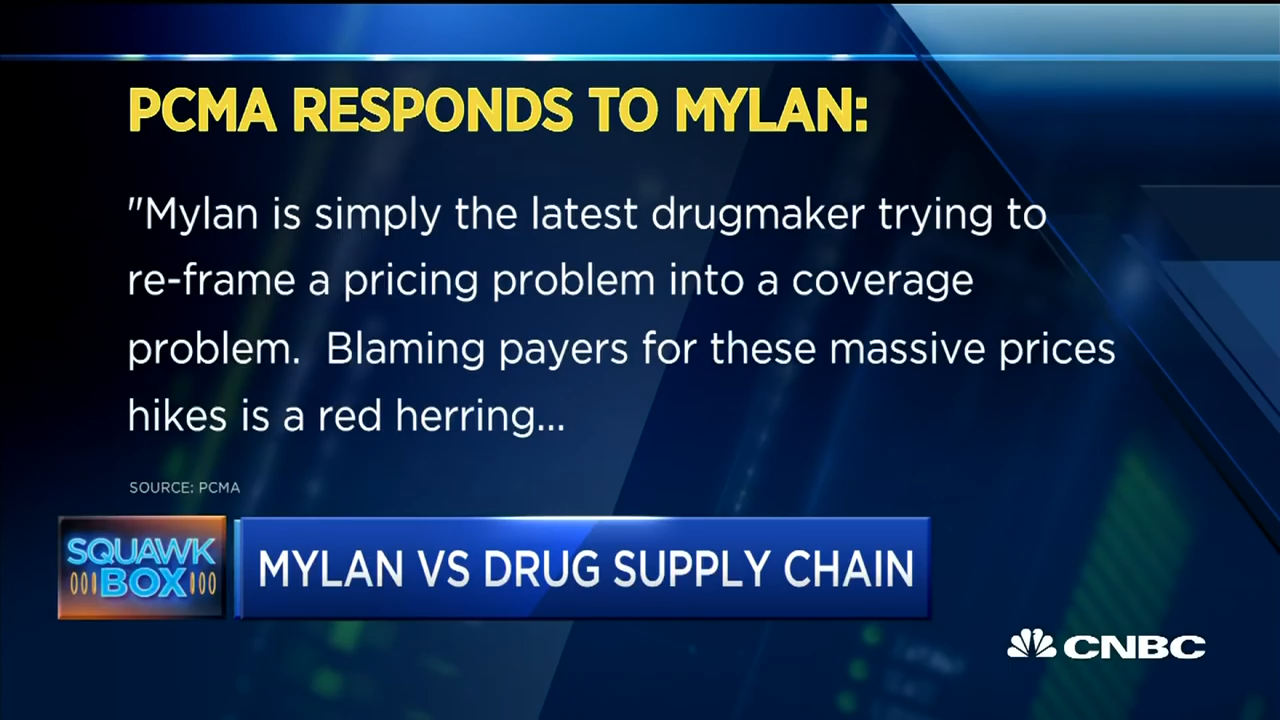 PCMA RESPONDS TO MYLAN:
"Mylan is simply the latest drugmaker trying to
re-frame a pricing problem into a coverage
problem.  Blaming payers for these massive prices
hikes is a red herring...
SOURCE: PCMA
SQUAWK
BOX
MYLAN VS DRUG SUPPLY CHAIN
CNBC